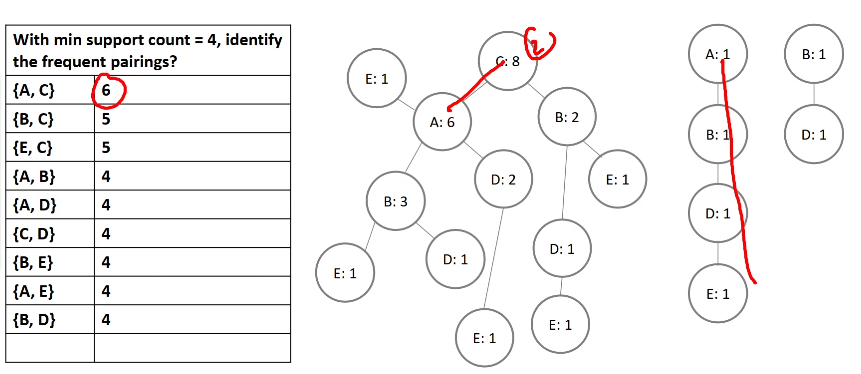 With min support count = 4, identify
the frequent pairings?
{A, C} 6
{B, C} 5
{E, C} 5
{A, B} 4
{A, D} 4
{C, D} 4
{B, E} 4
{A, E} 4
{B, D} 4
E: 1
C: 8
A: 6
B: 2
B: 3
D: 2
E: 1
E: 1
D: 1
D: 1
E: 1
E: 1
A: 1
B: 1
D: 1
E: 1
B: 1
D: 1